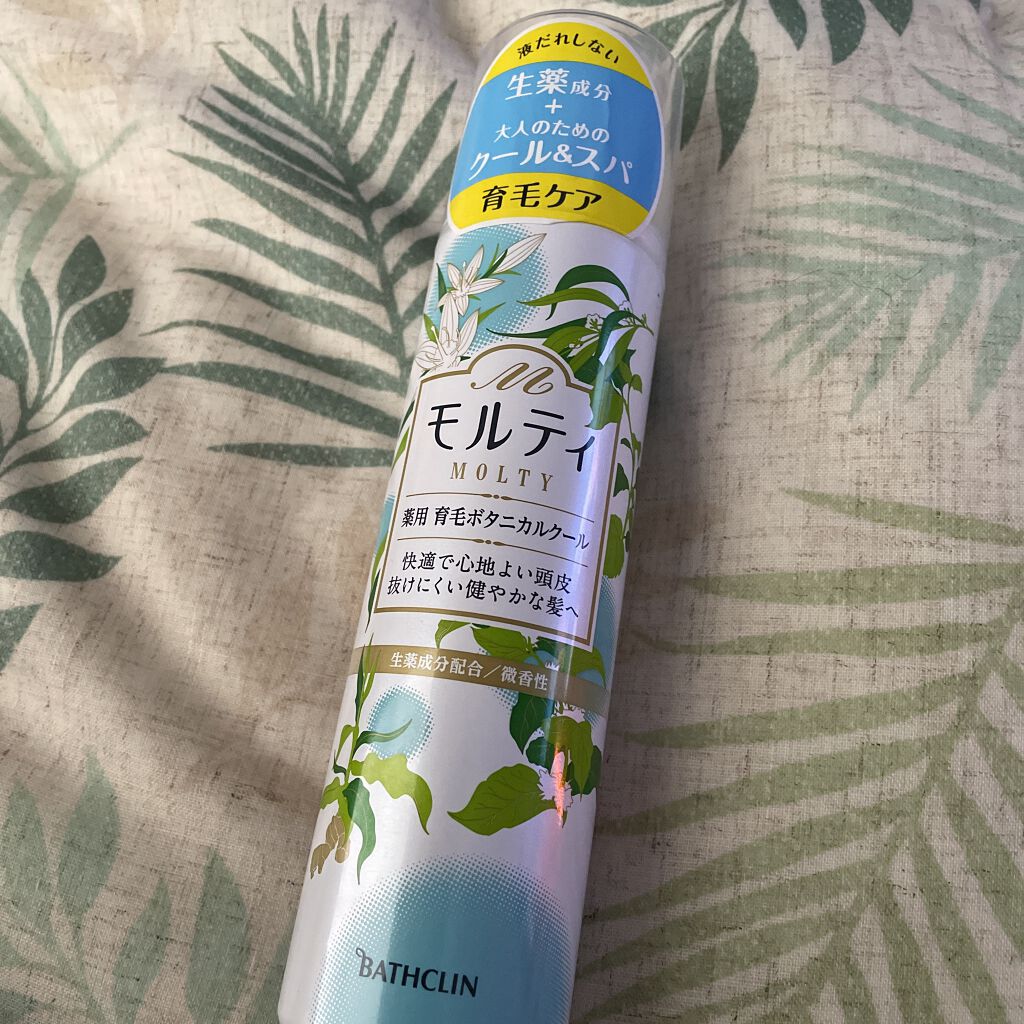 液だれしない
生薬成分
+
大人のための
クール&スパ
育毛ケア
M
モルティ
MOLTY
薬用 育毛ボタニカルクール
快適で心地よい頭皮
抜けにくい健やかな髪へ
生薬成分配合/微香性
BATHCLIN